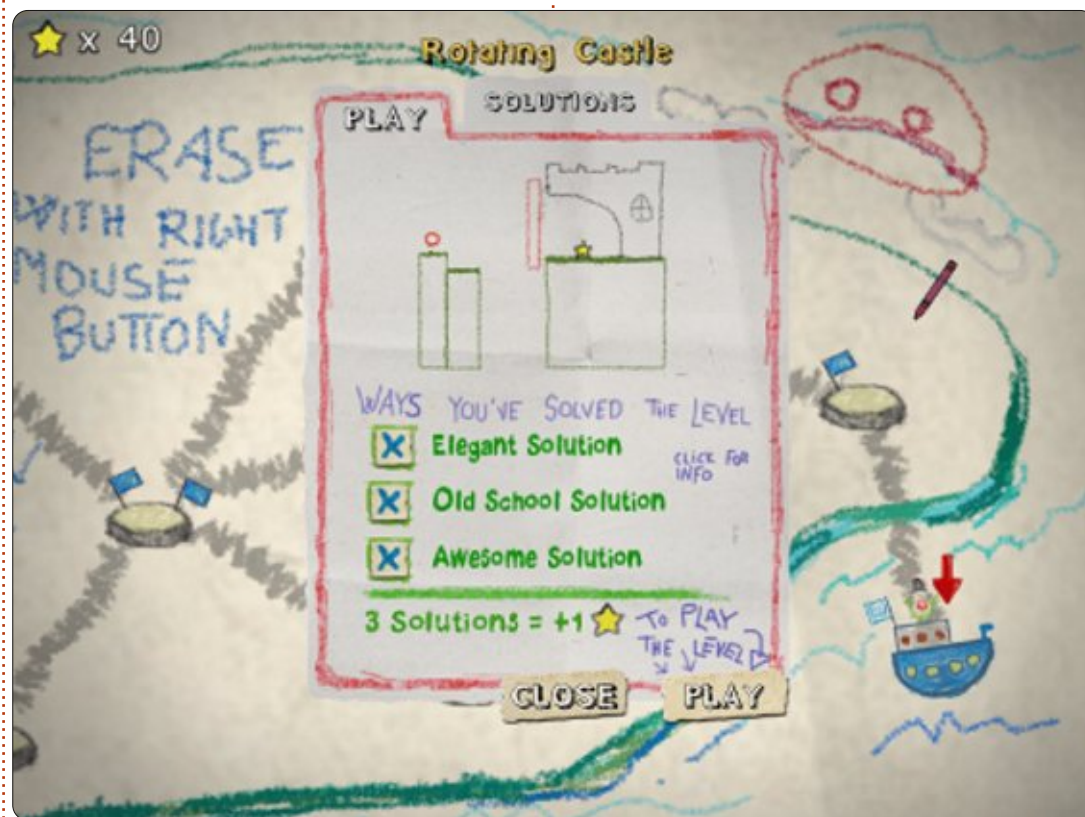 x 40
Rotating Castle
PLAY
SOLUTIONS
ERASE
WITH RIGHT
MOUSE
BUTTON
WAYS YOU'VE SOLVED THE LEVEL
Elegant Solution
CLICK FOR
INFO
Old School Solution
Awesome Solution
3 Solutions = +1
TO PLAY
THE LEVEL
CLOSE
PLAY